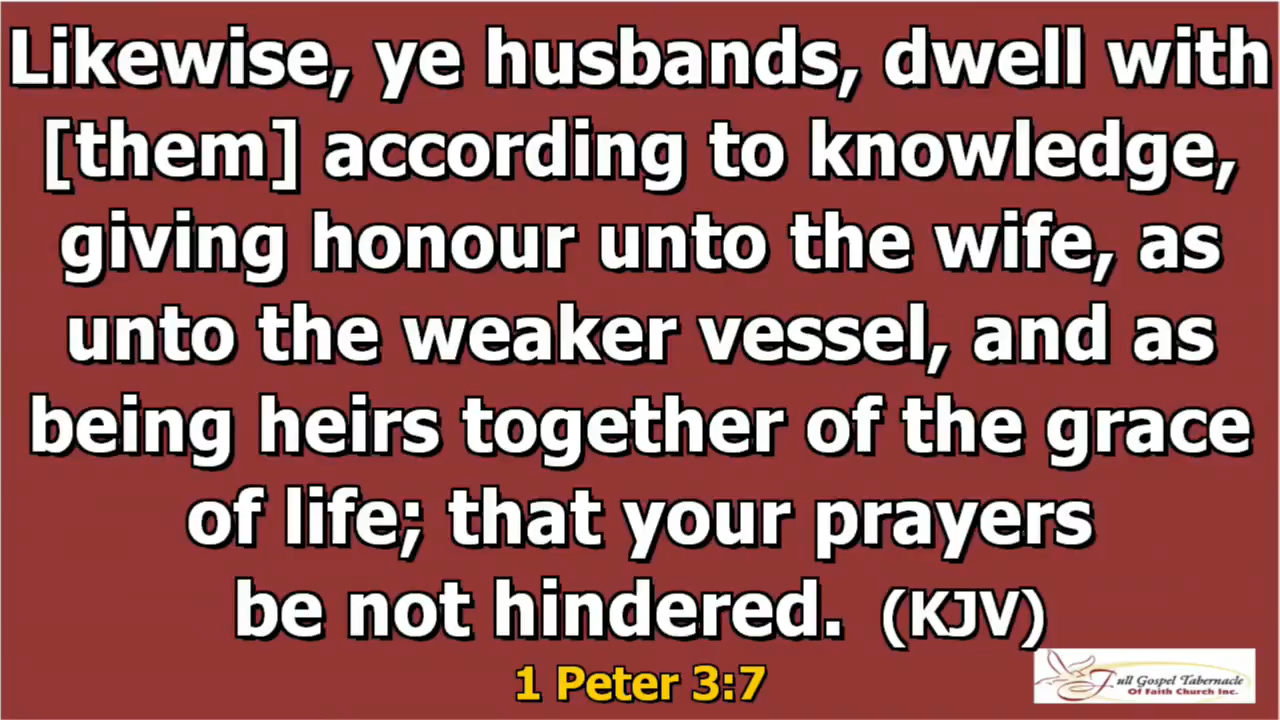 Likewise, ye husbands, dwell with
[them] according to knowledge,
giving honour unto the wife, as
unto the weaker vessel, and as
being heirs together of the grace
of life; that your prayers
be not hindered. (KJV)
1 Peter 3:7
Full Gospel Tabernacle
Of Faith Church Inc.